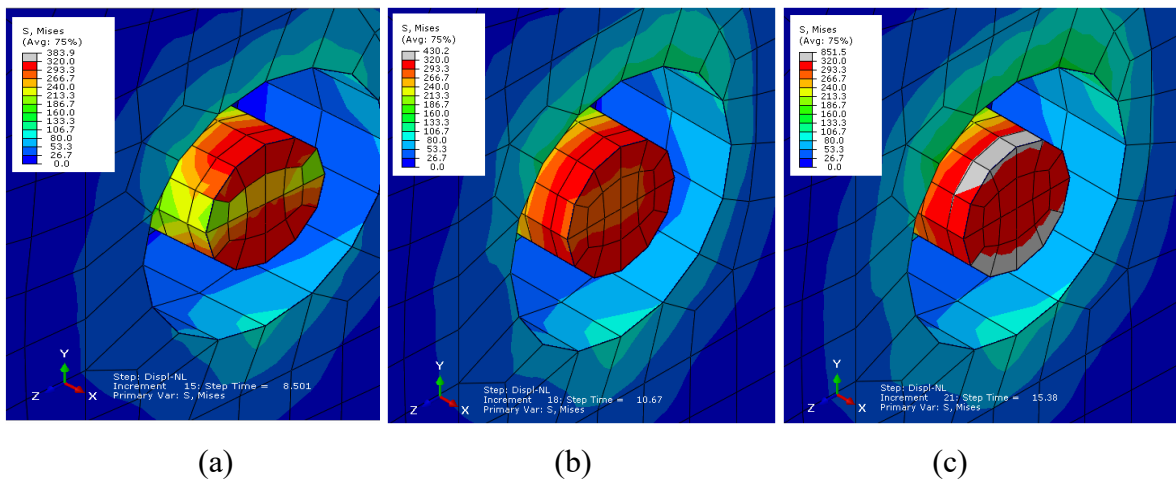 S, Mises
(Avg: 75%)
383.9
320.0
293.3
266.7
240.0
213.3
186.7
160.0
133.3
106.7
80.0
53.3
26.7
0.0
Y
Z
X
Step: Displ-NL
Increment 15: Step Time = 8.501
Primary Var: S, Mises
S, Mises
(Avg: 75%)
430.2
320.0
293.3
266.7
240.0
213.3
186.7
160.0
133.3
106.7
80.0
53.3
26.7
0.0
Y
Z
X
Step: Displ-NL
Increment 18: Step Time = 10.67
Primary Var: S, Mises
S, Mises
(Avg: 75%)
851.5
320.0
293.3
266.7
240.0
213.3
186.7
160.0
133.3
106.7
80.0
53.3
26.7
0.0
Y
Z
X
Step: Displ-NL
Increment 21: Step Time = 15.38
Primary Var: S, Mises
(a)
(b)
(c)